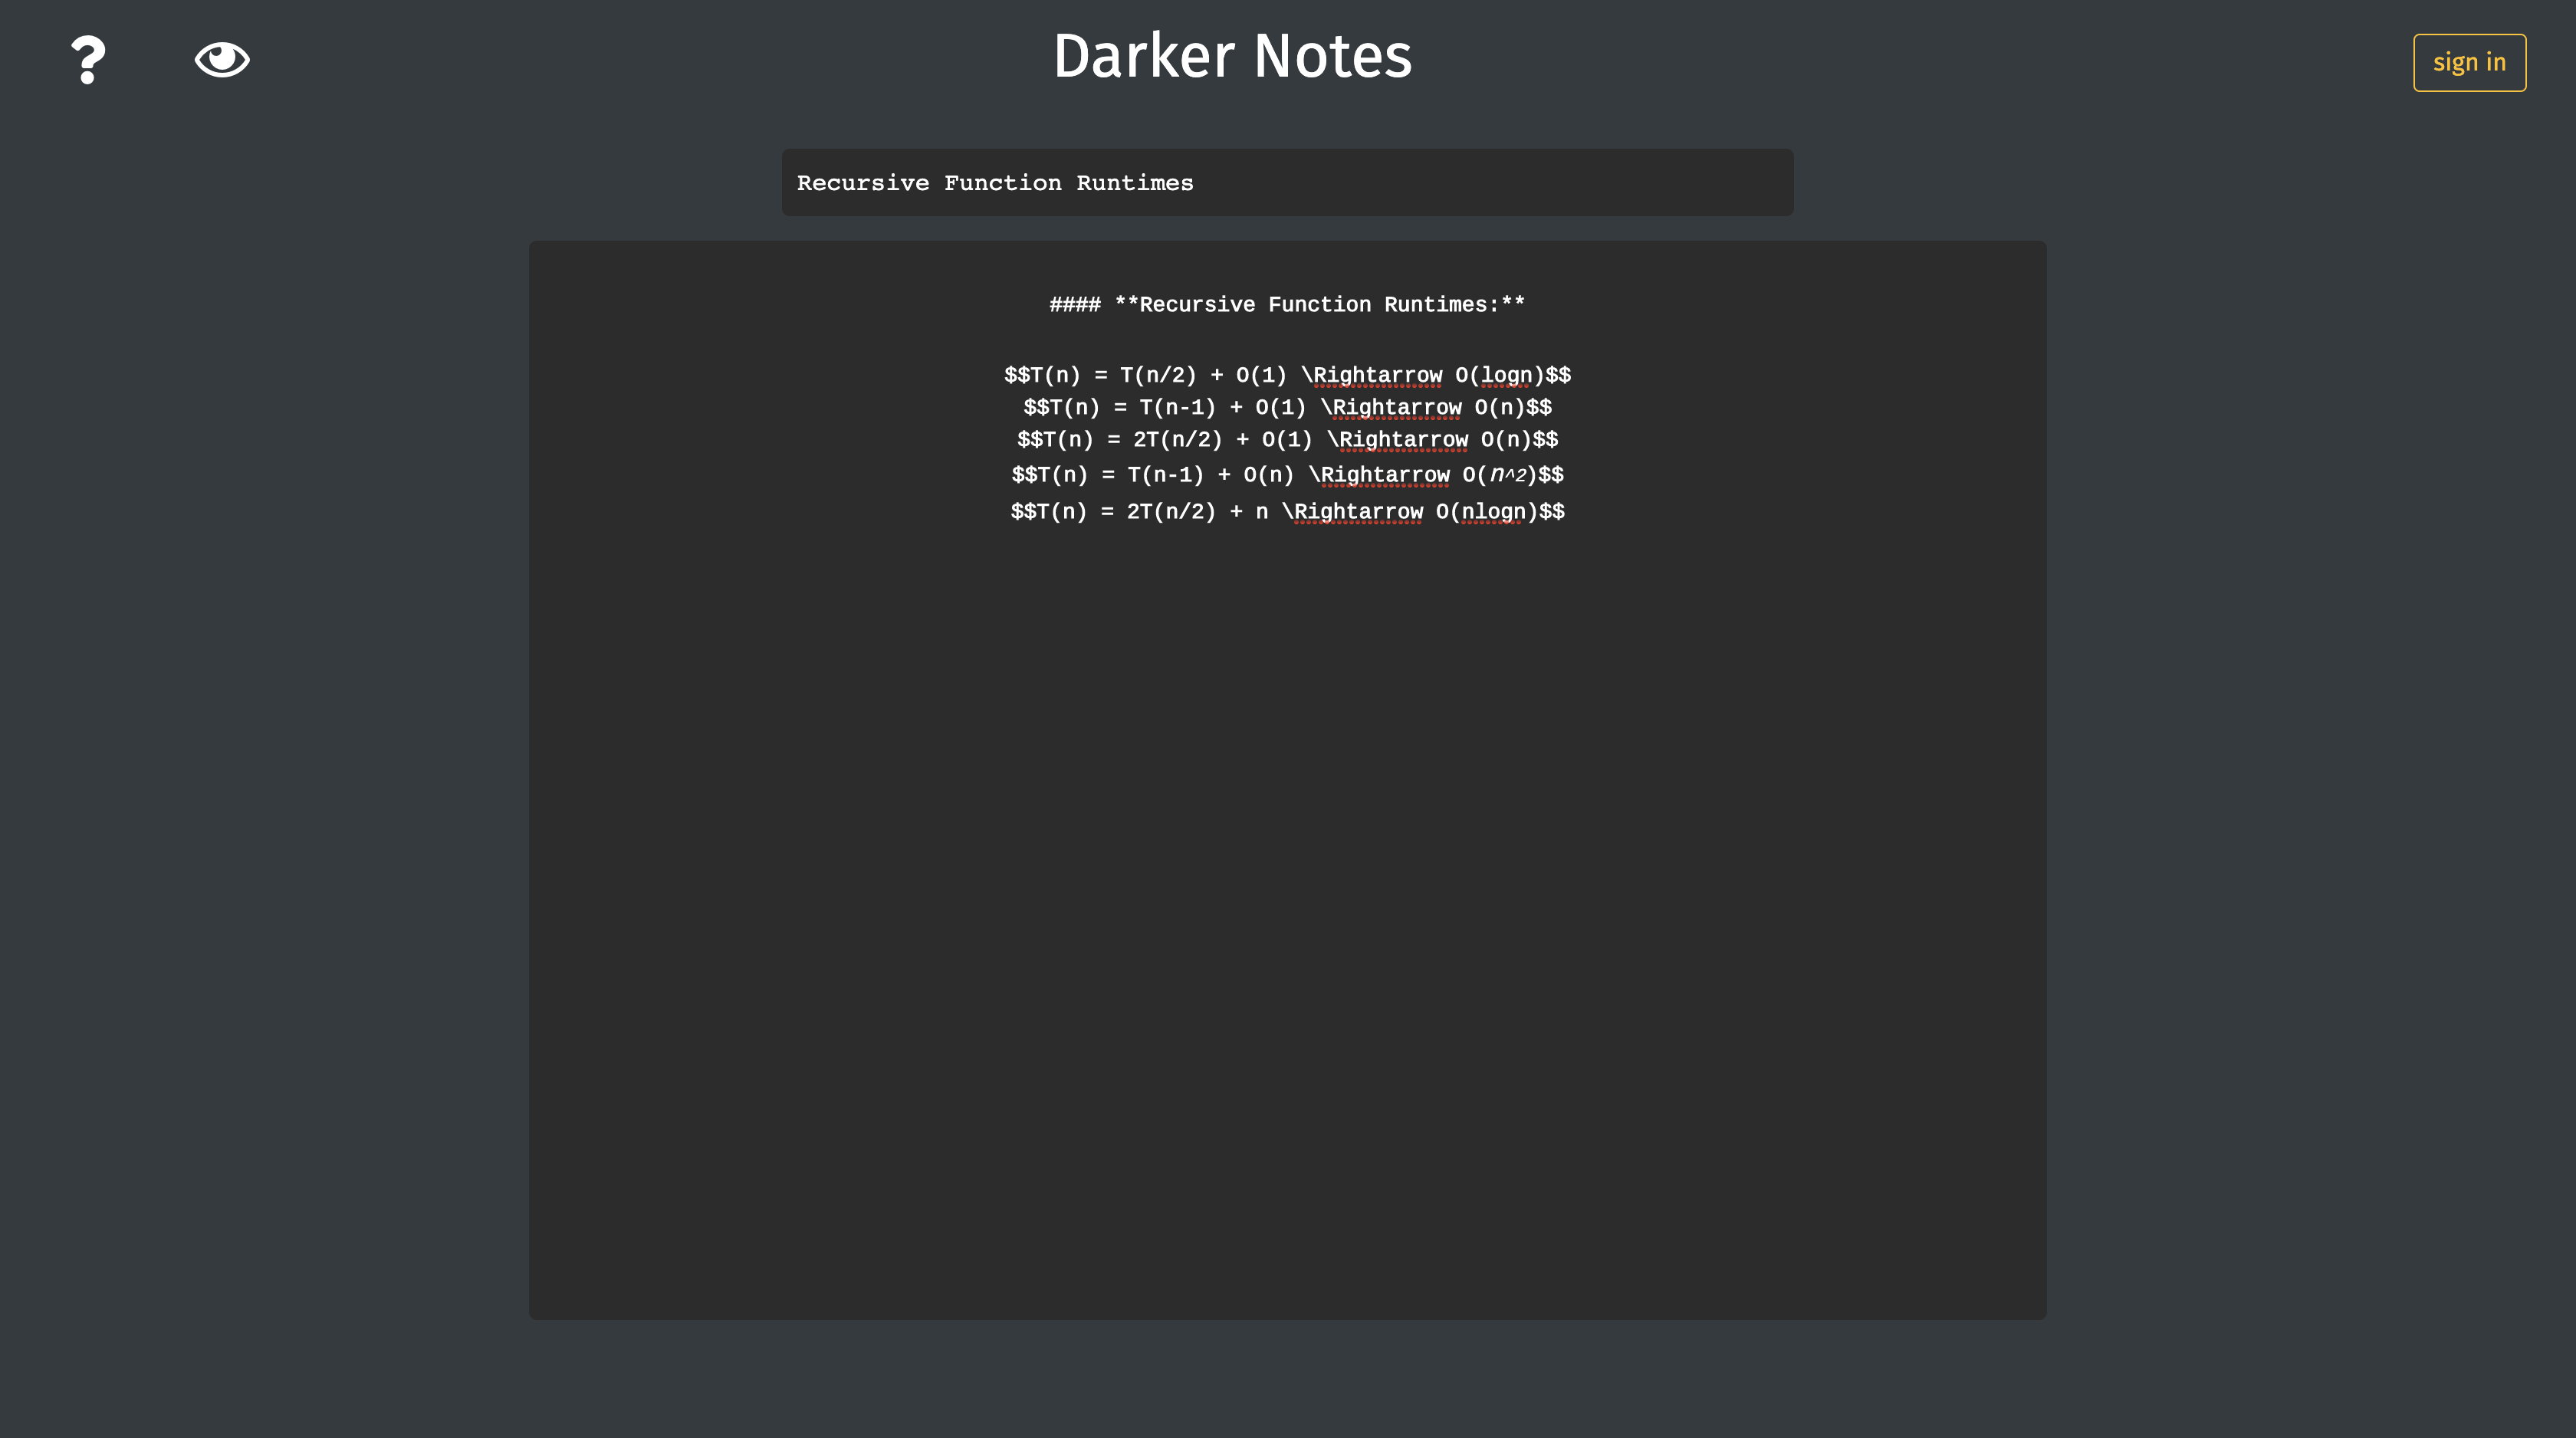 Darker Notes
sign in
Recursive Function Runtimes
#### **Recursive Function Runtimes:**
$$T(n) = T(n/2) + O(1) \Rightarrow O(logn)$$
$$T(n) = T(n-1) + O(1) \Rightarrow O(n)$$
$$T(n) = 2T(n/2) + O(1) \Rightarrow O(n)$$
$$T(n) = T(n-1) + O(n) \Rightarrow O(n^2)$$
$$T(n) = 2T(n/2) + n \Rightarrow O(nlogn)$$